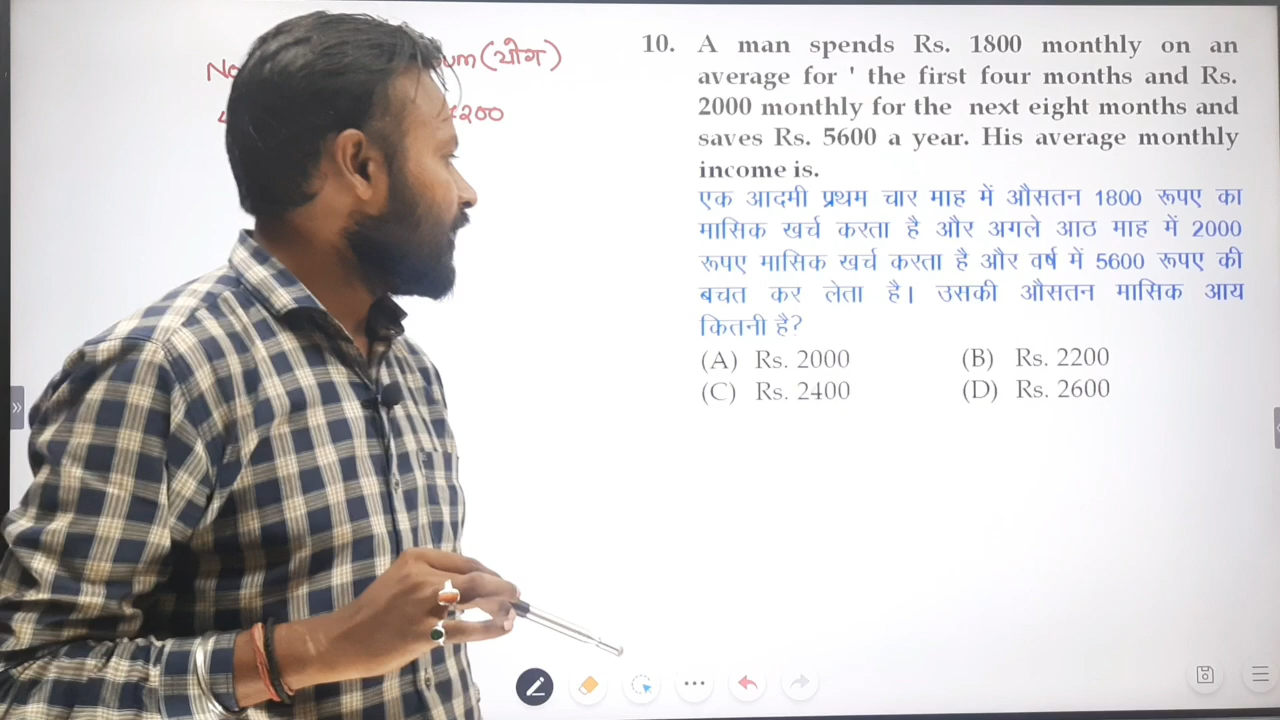 No
um (योग)
200
10. A man spends Rs. 1800 monthly on an
average for ' the first four months and Rs.
2000 monthly for the next eight months and
saves Rs. 5600 a year. His average monthly
income is.
एक आदमी प्रथम चार माह में औसतन 1800 रूपए का
मासिक खर्च करता है और अगले आठ माह में 2000
रूपए मासिक खर्च करता है और वर्ष में 5600 रूपए की
बचत कर लेता है। उसकी औसतन मासिक आय
कितनी है?
(A) Rs. 2000 (B) Rs. 2200
(C) Rs. 2400 (D) Rs. 2600